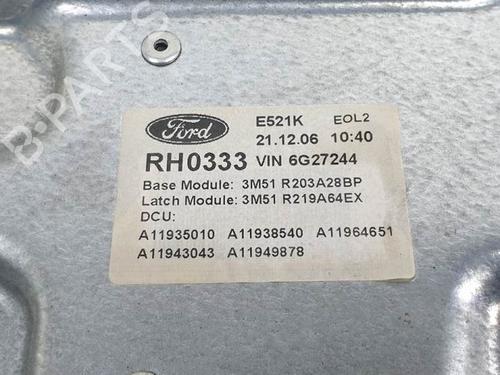 B-PARTS
Ford
E521K EOL2
21.12.06 10:40
RH0333 VIN 6G27244
Base Module: 3M51 R203A28BP
Latch Module: 3M51 R219A64EX
DCU:
A11935010 A11938540 A11964651
A11943043 A11949878